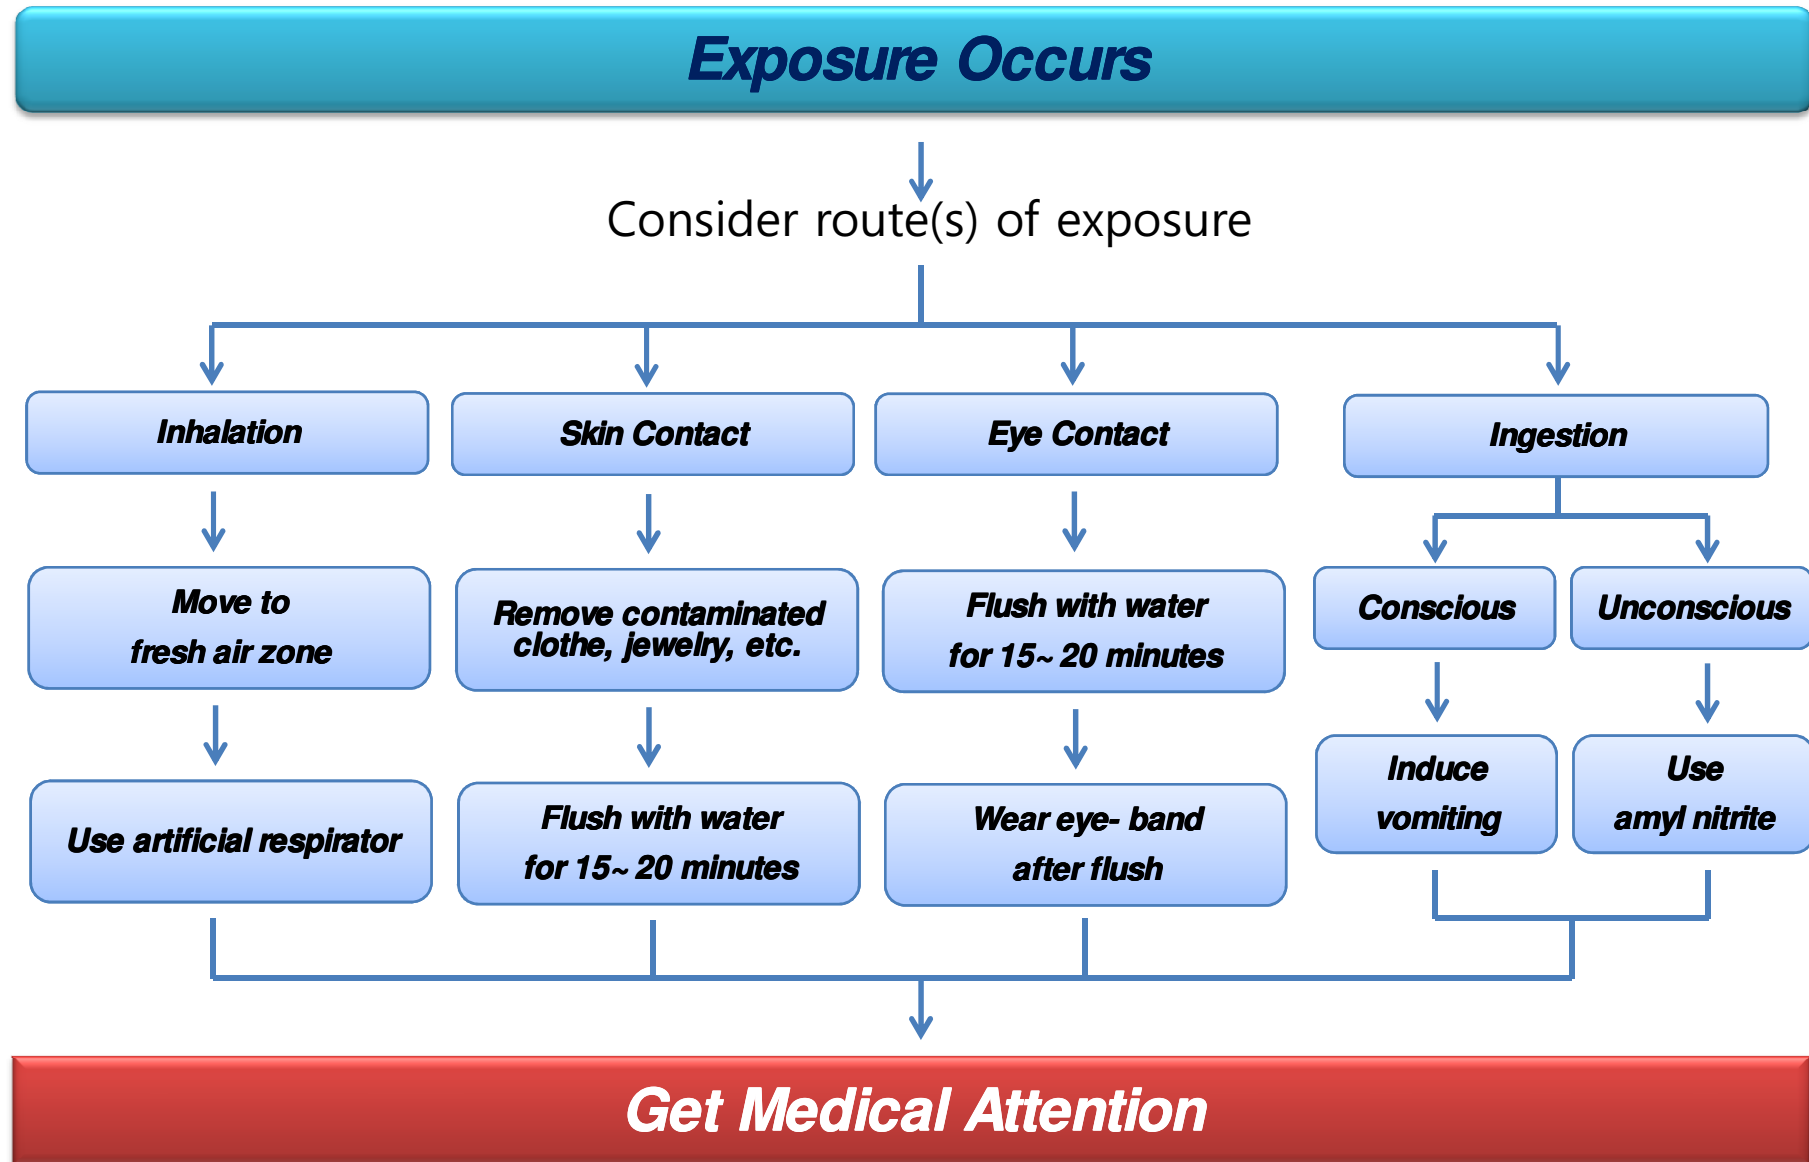 Exposure Occurs
Consider route(s) of exposure
Inhalation
Skin Contact
Eye Contact
Ingestion
Move to
fresh air zone
Remove contaminated
clothe, jewelry, etc.
Flush with water
for 15~ 20 minutes
Conscious
Unconscious
Use artificial respirator
Flush with water
for 15~ 20 minutes
Wear eye- band
after flush
Induce
vomiting
Use
amyl nitrite
Get Medical Attention